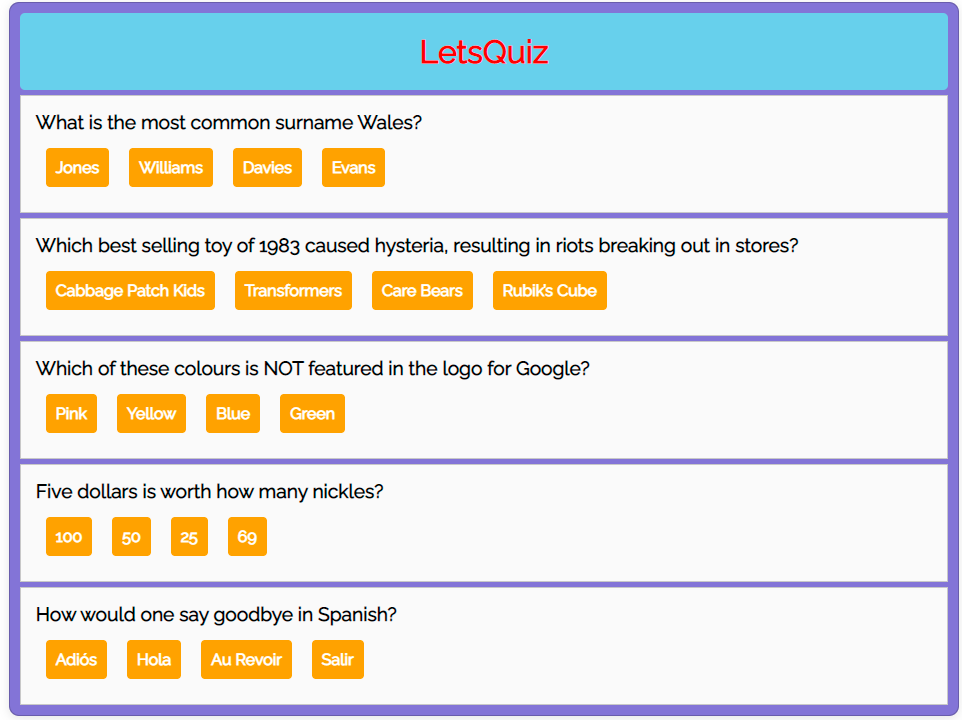 LetsQuiz
What is the most common surname Wales?
Jones Williams Davies Evans
Which best selling toy of 1983 caused hysteria, resulting in riots breaking out in stores?
Cabbage Patch Kids Transformers Care Bears Rubik's Cube
Which of these colours is NOT featured in the logo for Google?
Pink Yellow Blue Green
Five dollars is worth how many nickles?
100 50 25 69
How would one say goodbye in Spanish?
Adiós Hola Au Revoir Salir